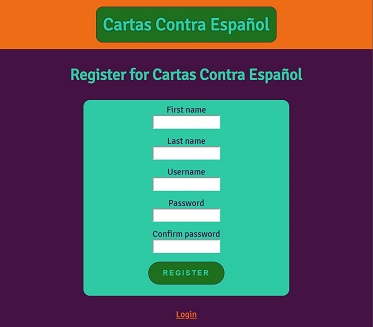 Cartas Contra Español
Register for Cartas Contra Español
First name
Last name
Username
Password
Confirm password
REGISTER
Login